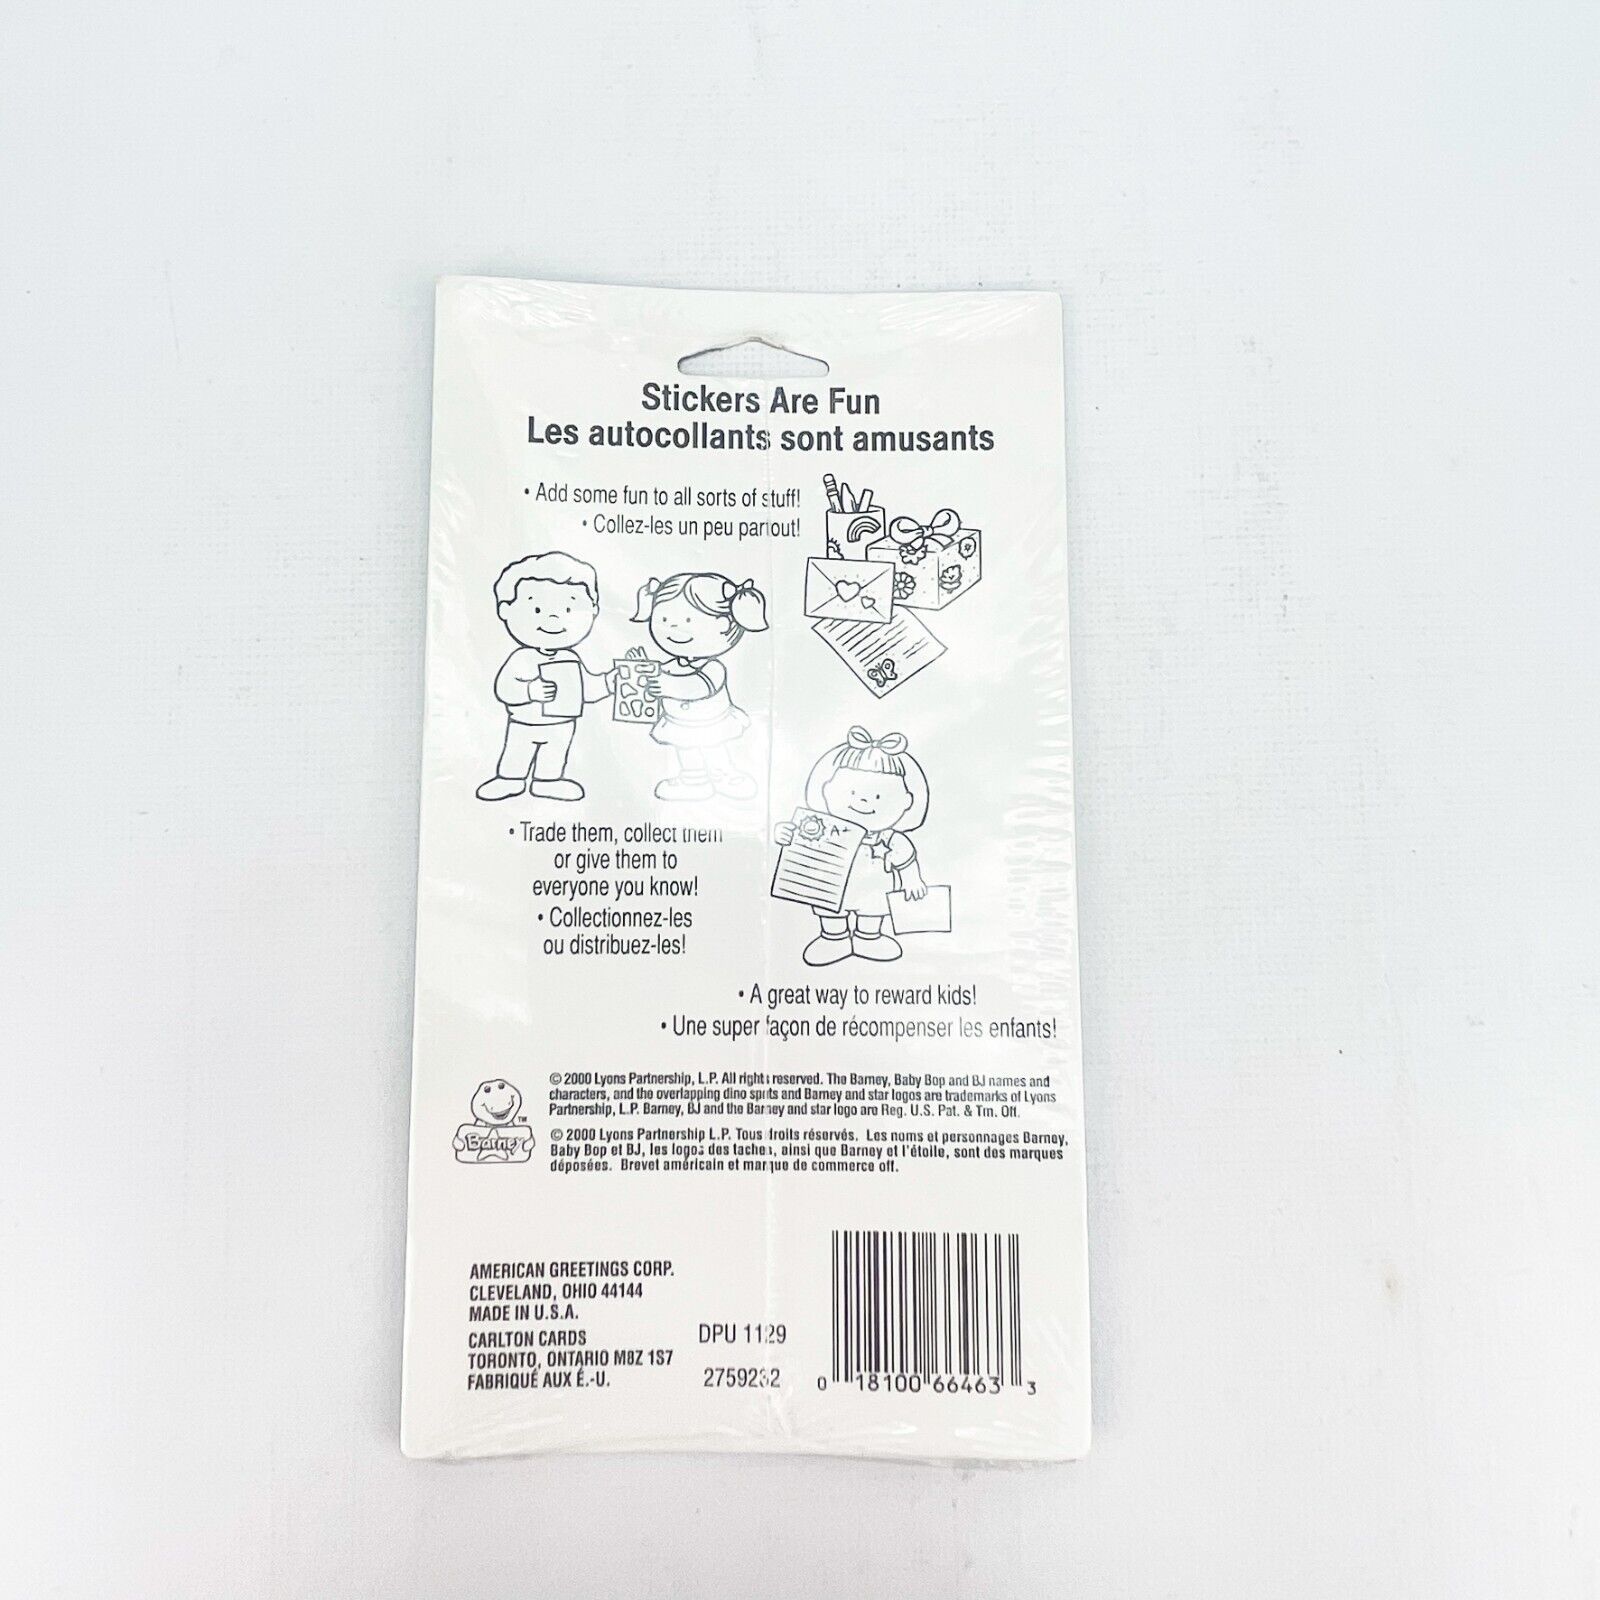 Stickers Are Fun
Les autocollants sont amusants
• Add some fun to all sorts of stuff!
• Collez-les un peu partout!
A+
• Trade them, collect them
or give them to
everyone you know!
• Collectionnez-les
ou distribuez-les!
• A great way to reward kids!
• Une super façon de récompenser les enfants!
Barney
TM
© 2000 Lyons Partnership, L.P. All rights reserved. The Barney, Baby Bop and BJ names and
characters, and the overlapping dino spots and Barney and star logos are trademarks of Lyons
Partnership, L.P. Barney, BJ and the Barney and star logo are Reg. U.S. Pat. & Tm. Off.
© 2000 Lyons Partnership L.P. Tous droits réservés. Les noms et personnages Barney,
Baby Bop et BJ, les logos des taches, ainsi que Barney et l'étoile, sont des marques
déposées. Brevet américain et marque de commerce off.
AMERICAN GREETINGS CORP.
CLEVELAND, OHIO 44144
MADE IN U.S.A.
CARLTON CARDS
TORONTO, ONTARIO M8Z 1S7
FABRIQUÉ AUX É.-U.
DPU 1129
2759232
0 18100 66463 3